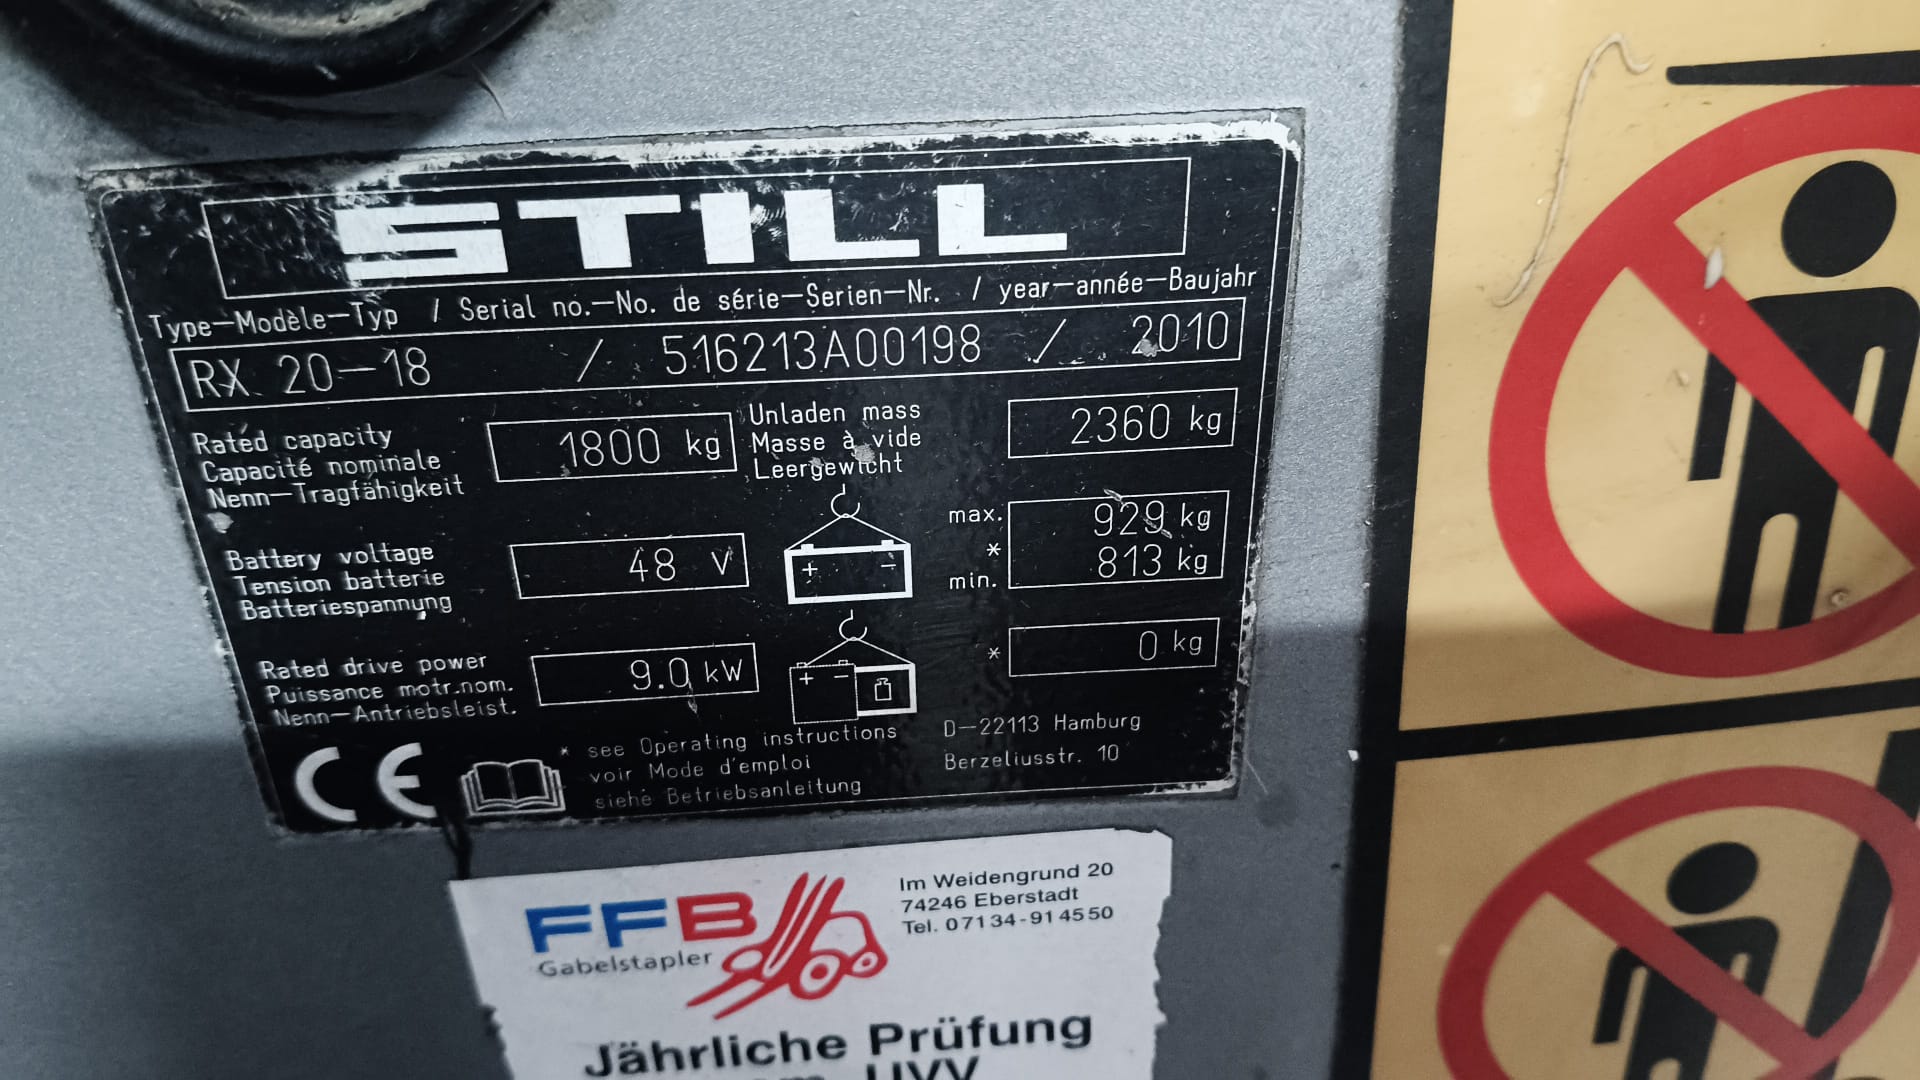 STILL
Type-Modèle-Typ / Serial no.-No. de série-Serien-Nr. / year-année-Baujahr
RX 20-18 / 516213A00198 / 2010
Rated capacity
Capacité nominale
Nenn-Tragfähigkeit
1800 kg
Unladen mass
Masse à vide
Leergewicht
2360 kg
Battery voltage
Tension batterie
Batteriespannung
48 V
+ -
max.
*
min.
929 kg
813 kg
Rated drive power
Puissance motr.nom.
Nenn-Antriebsleist.
9.0 kW
+ -
* 0 kg
CE
* see Operating instructions
voir Mode d'emploi
siehe Betriebsanleitung
D-22113 Hamburg
Berzeliusstr. 10
FFB
Gabelstapler
Im Weidengrund 20
74246 Eberstadt
Tel. 07134-914550
Jährliche Prüfung
UVV